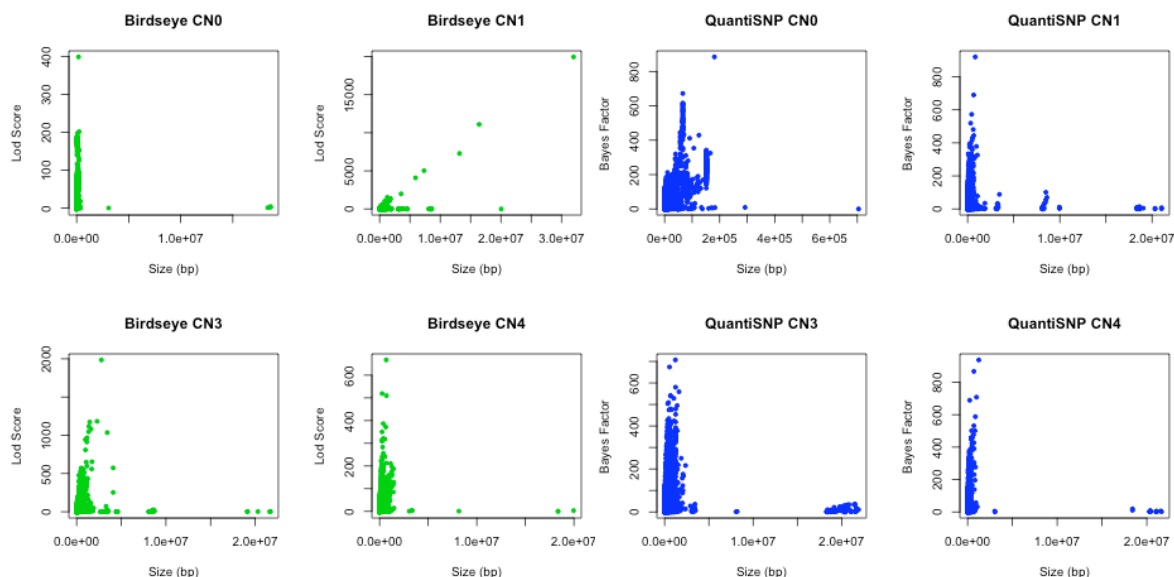 Birdseye CN0
Lod Score
0 100 200 300 400
0.0e+00 1.0e+07
Size (bp)
Birdseye CN1
Lod Score
0 5000 15000
0.0e+00 1.0e+07 2.0e+07 3.0e+07
Size (bp)
QuantiSNP CN0
Bayes Factor
0 200 400 600 800
0e+00 2e+05 4e+05 6e+05
Size (bp)
QuantiSNP CN1
Bayes Factor
0 200 400 600 800
0.0e+00 1.0e+07 2.0e+07
Size (bp)
Birdseye CN3
Lod Score
0 500 1000 2000
0.0e+00 1.0e+07 2.0e+07
Size (bp)
Birdseye CN4
Lod Score
0 200 400 600
0.0e+00 1.0e+07 2.0e+07
Size (bp)
QuantiSNP CN3
Bayes Factor
0 200 400 600
0.0e+00 1.0e+07 2.0e+07
Size (bp)
QuantiSNP CN4
Bayes Factor
0 200 400 600 800
0.0e+00 1.0e+07 2.0e+07
Size (bp)